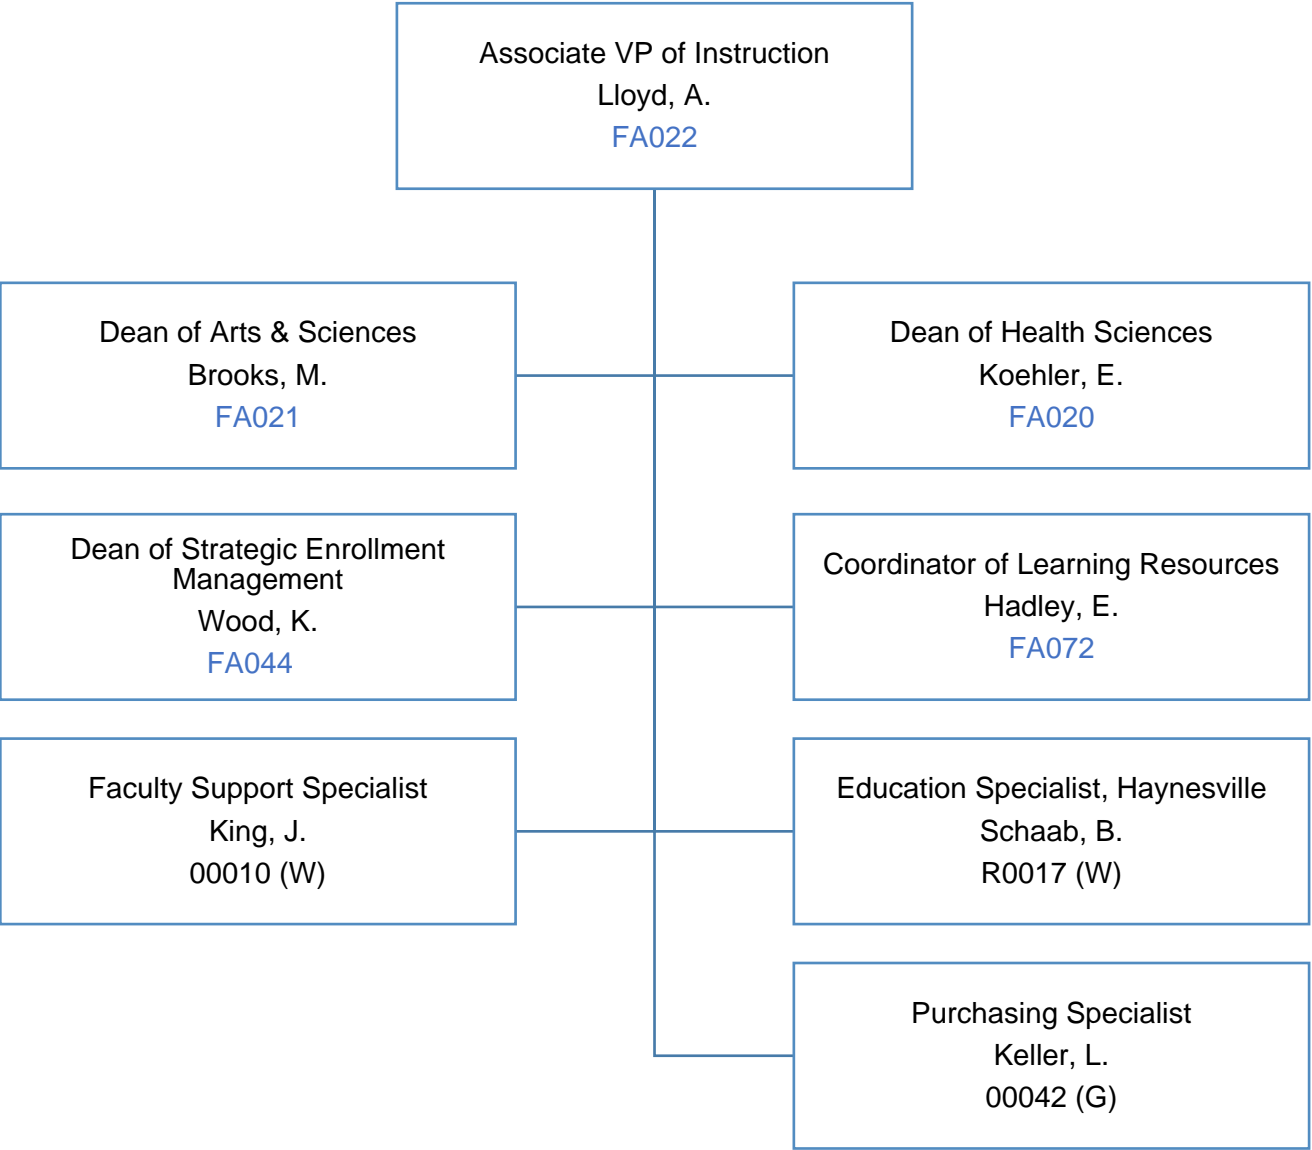 Associate VP of Instruction
Lloyd, A.
FA022
Dean of Arts & Sciences
Brooks, M.
FA021
Dean of Health Sciences
Koehler, E.
FA020
Dean of Strategic Enrollment
Management
Wood, K.
FA044
Coordinator of Learning Resources
Hadley, E.
FA072
Faculty Support Specialist
King, J.
00010 (W)
Education Specialist, Haynesville
Schaab, B.
R0017 (W)
Purchasing Specialist
Keller, L.
00042 (G)